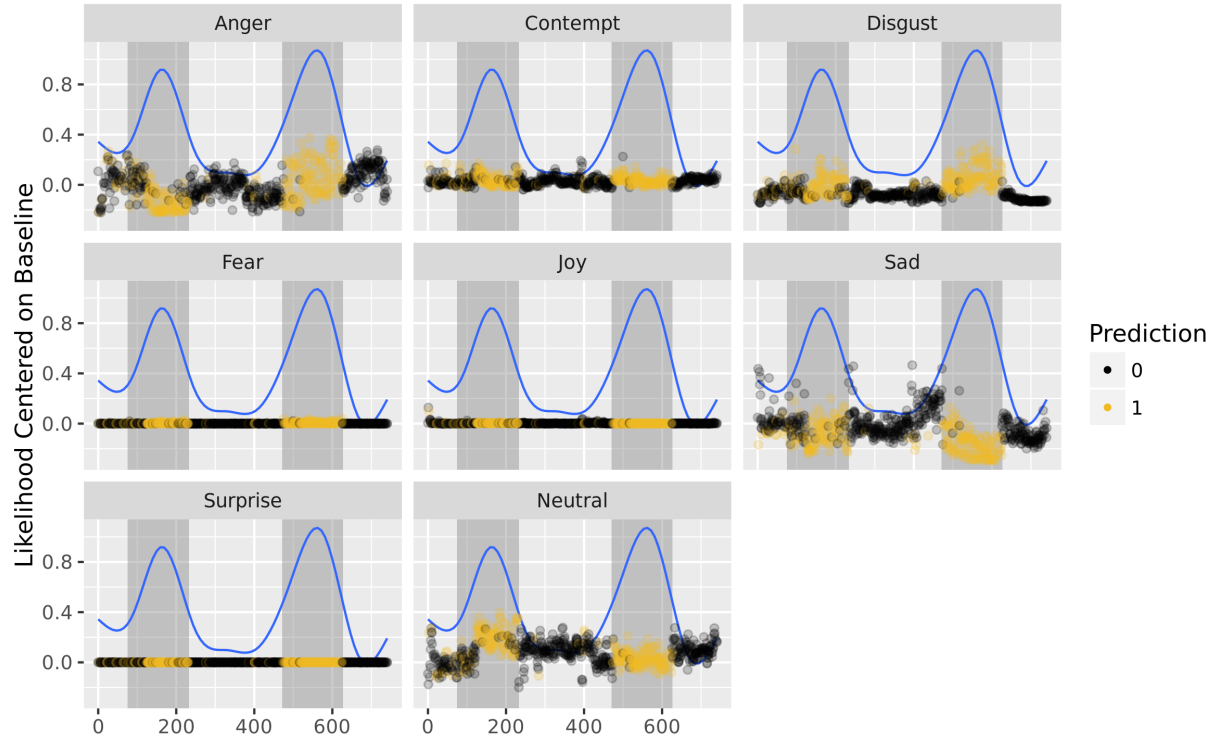 Anger
Contempt
Disgust
0.8
0.4
0.0
Fear
Joy
Sad
0.8
0.4
0.0
Surprise
Neutral
0.8
0.4
0.0
0 200 400 600
0 200 400 600
Likelihood Centered on Baseline
Prediction
0
1